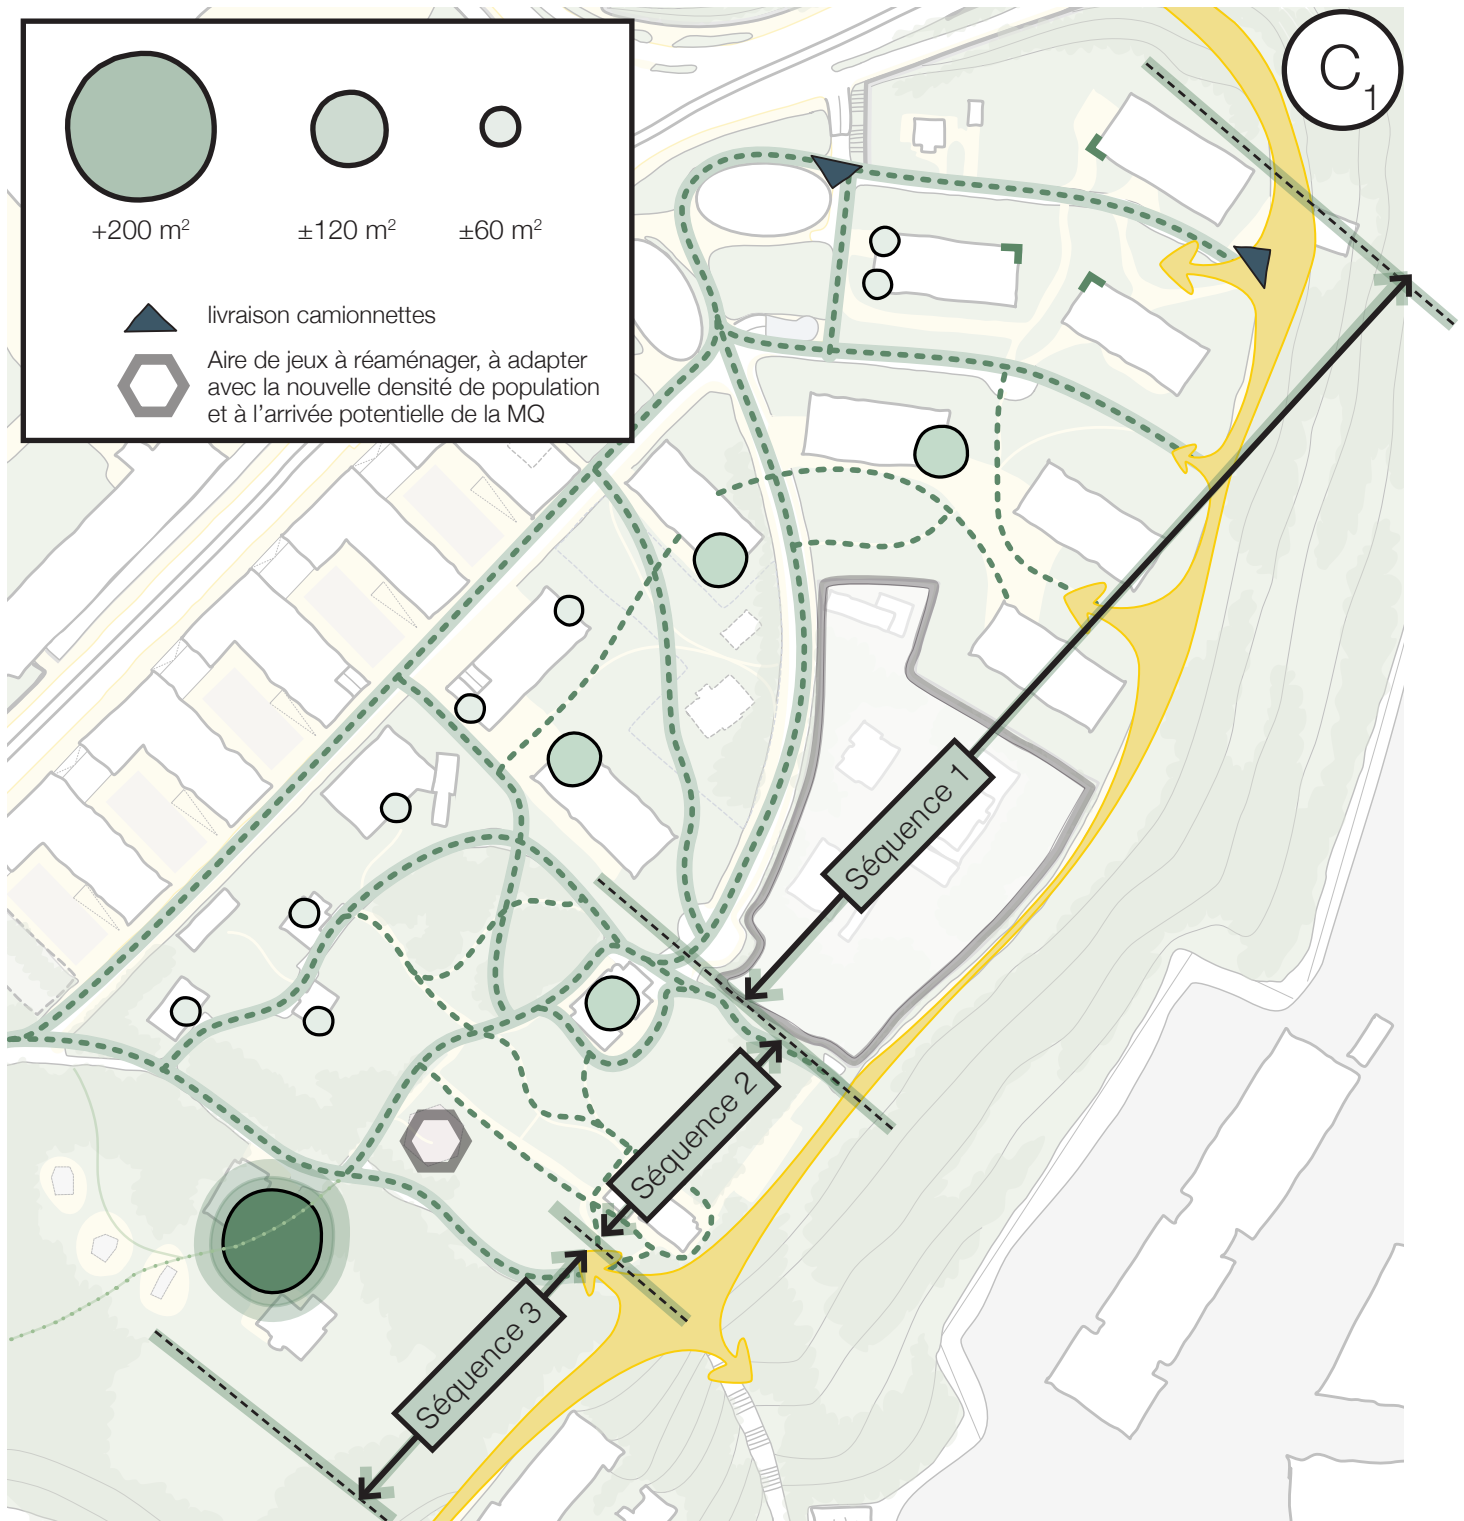 +200 m²
±120 m²
±60 m²
livraison camionnettes
Aire de jeux à réaménager, à adapter
avec la nouvelle densité de population
et à l'arrivée potentielle de la MQ
C₁
Séquence 1
Séquence 2
Séquence 3